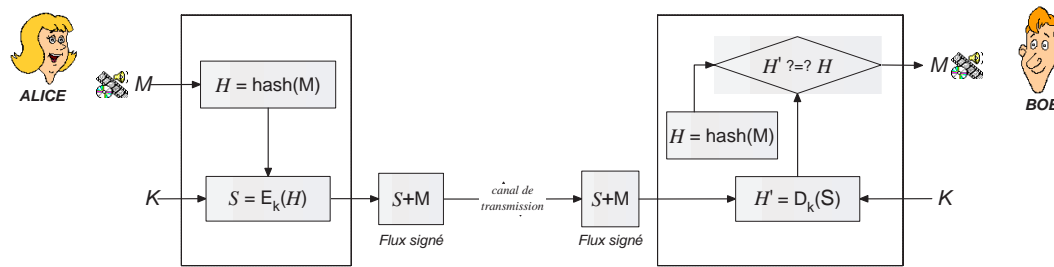 ALICE
M
H = hash(M)
K
S = Ek(H)
S+M
Flux signé
canal de
transmission
S+M
Flux signé
H' ?=? H
H = hash(M)
H' = Dk(S)
M
BOB
K